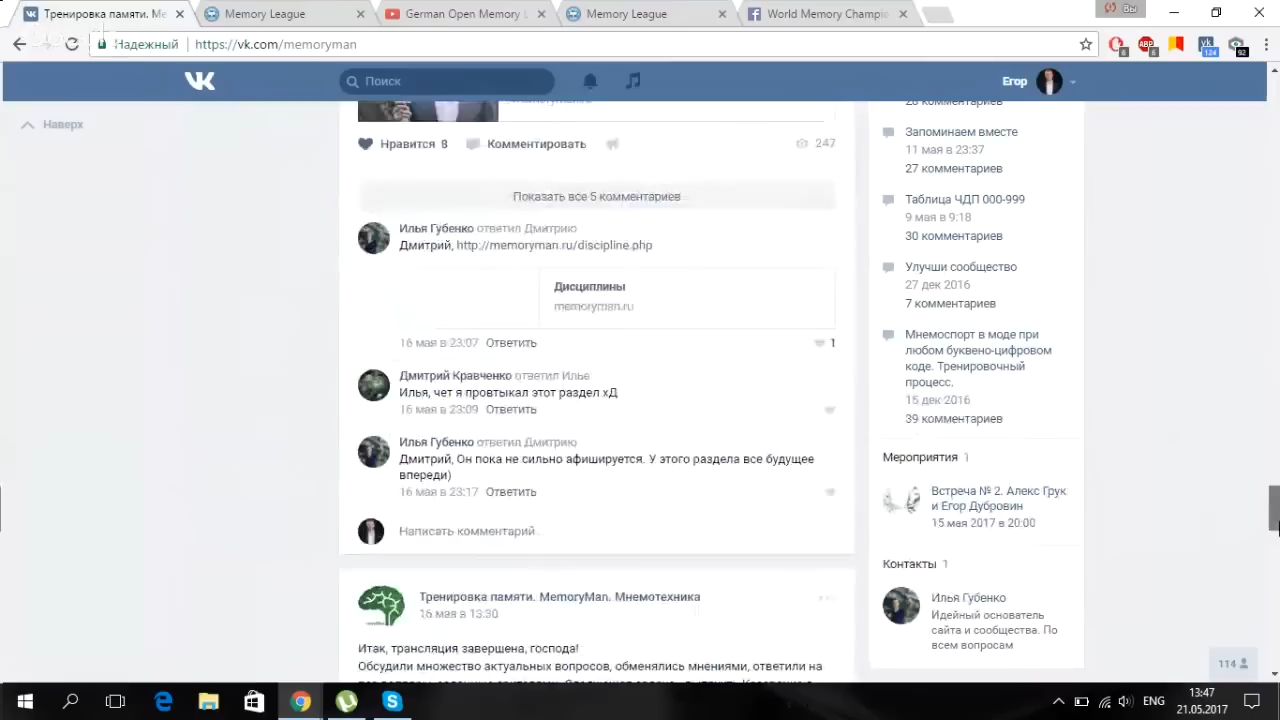 Тренировка памяти. М
Memory League
German Open Memory L
Memory League
World Memory Champi
Вы
Надежный
https://vk.com/memoryman
6
6
124
92
Поиск
Егор
Наверх
Нравится 8
Комментировать
247
Показать все 5 комментариев
Илья Губенко ответил Дмитрию
Дмитрий, http://memoryman.ru/discipline.php
Дисциплины
memoryman.ru
16 мая в 23:07 Ответить
1
Дмитрий Кравченко ответил Илье
Илья, чет я провтыкал этот раздел хД
16 мая в 23:09 Ответить
Илья Губенко ответил Дмитрию
Дмитрий, Он пока не сильно афишируется. У этого раздела все будущее
впереди)
16 мая в 23:17 Ответить
Написать комментарий
Тренировка памяти. MemoryMan. Мнемотехника
16 мая в 13:30
Итак, трансляция завершена, господа!
Обсудили множество актуальных вопросов, обменялись мнениями, ответили на
комментариев
Запоминаем вместе
11 мая в 23:37
27 комментариев
Таблица ЧДП 000-999
9 мая в 9:18
30 комментариев
Улучши сообщество
27 дек 2016
7 комментариев
Мнемоспорт в моде при
любом буквено-цифровом
коде. Тренировочный
процесс.
15 дек 2016
39 комментариев
Мероприятия 1
Встреча № 2. Алекс Грук
и Егор Дубровин
15 мая 2017 в 20:00
Контакты 1
Илья Губенко
Идейный основатель
сайта и сообщества. По
всем вопросам
114
ENG
13:47
21.05.2017